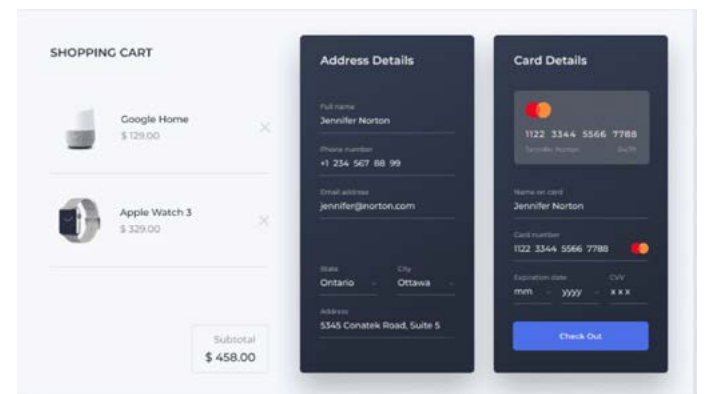 SHOPPING CART
Google Home
$ 129.00
Apple Watch 3
$ 329.00
Subtotal
$ 458.00
Address Details
Full name
Jennifer Norton
Phone number
+1 234 567 88 99
Email address
jennifer@norton.com
State City
Ontario Ottawa
Address
5345 Conatek Road, Suite 5
Card Details
1122 3344 5566 7788
Jennifer Norton
Name on card
Jennifer Norton
Card number
1122 3344 5566 7788
Expiration date CVV
mm yyyy x x x
Check Out